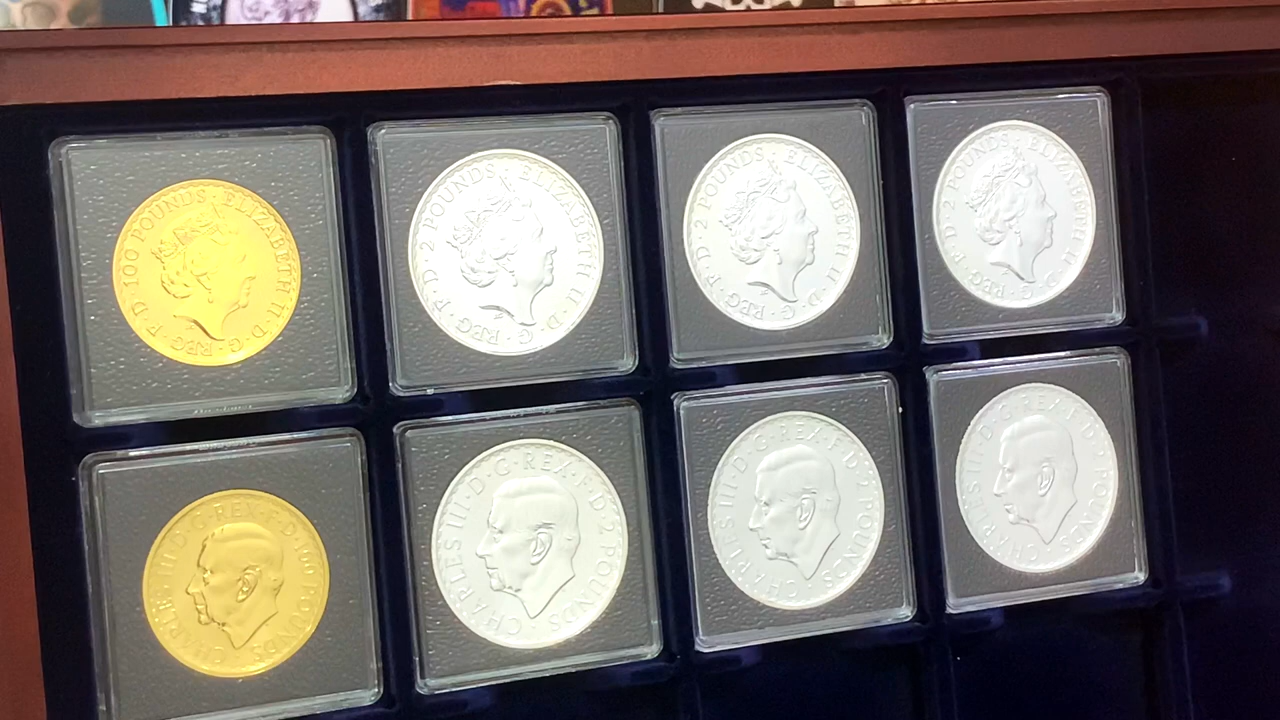 ELIZABETH II · D · G · REG · F · D · 100 POUNDS ·
ELIZABETH II · D · G · REG · F · D · 2 POUNDS ·
ELIZABETH II · D · G · REG · F · D · 2 POUNDS ·
ELIZABETH II · D · G · REG · F · D · 2 POUNDS ·
CHARLES III · D · G · REX · F · D · 100 POUNDS ·
CHARLES III · D · G · REX · F · D · 2 POUNDS ·
CHARLES III · D · G · REX · F · D · 2 POUNDS ·
CHARLES III · D · G · REX · F · D · 2 POUNDS ·